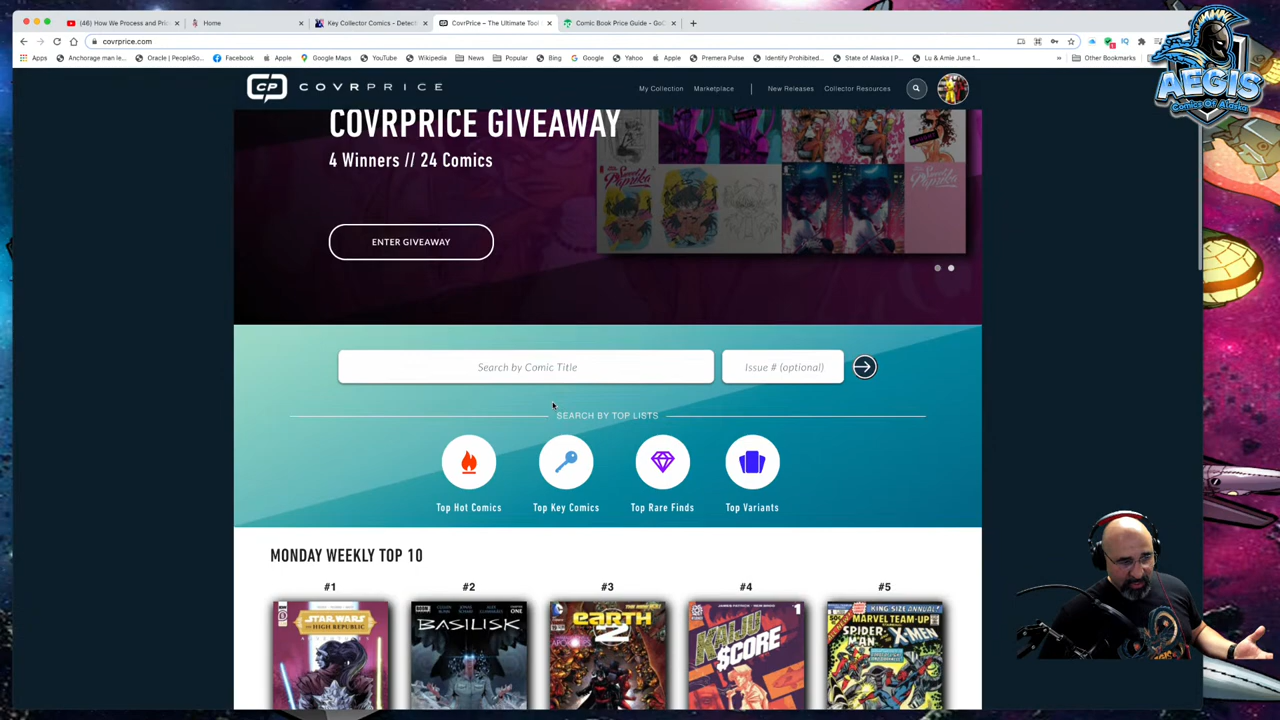 (46) How We Process and Pric
Home
Key Collector Comics - Detect
CovrPrice – The Ultimate Tool
Comic Book Price Guide - GoC
covrprice.com
Apps
Anchorage man le...
Oracle | PeopleSo...
Facebook
Apple
Google Maps
YouTube
Wikipedia
News
Popular
Bing
Google
Yahoo
Apple
Premera Pulse
Identify Prohibited...
State of Alaska | P...
Lu & Amie June 1...
»
Other Bookmarks
AEGIS
Comics Of Alaska
CP COVRPRICE
My Collection
Marketplace
New Releases
Collector Resources
COVRPRICE GIVEAWAY
4 Winners // 24 Comics
ENTER GIVEAWAY
Search by Comic Title
Issue # (optional)
SEARCH BY TOP LISTS
Top Hot Comics
Top Key Comics
Top Rare Finds
Top Variants
MONDAY WEEKLY TOP 10
#1
#2
#3
#4
#5
STAR WARS
THE HIGH REPUBLIC
BASILISK
EARTH
2
KAIJU
$CORE
KING-SIZE ANNUAL!
MARVEL TEAM-UP
SPIDER-MAN
AND THE
X-MEN